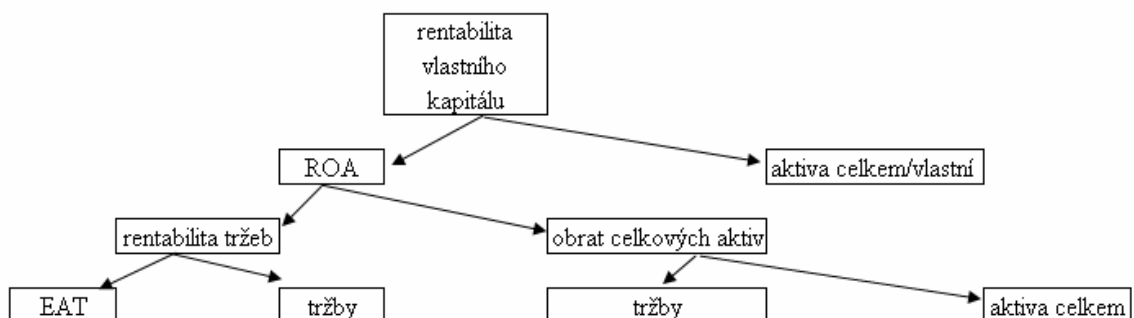 rentabilita
vlastního
kapitálu
ROA
aktiva celkem/vlastní
rentabilita tržeb
obrat celkových aktiv
EAT
tržby
tržby
aktiva celkem